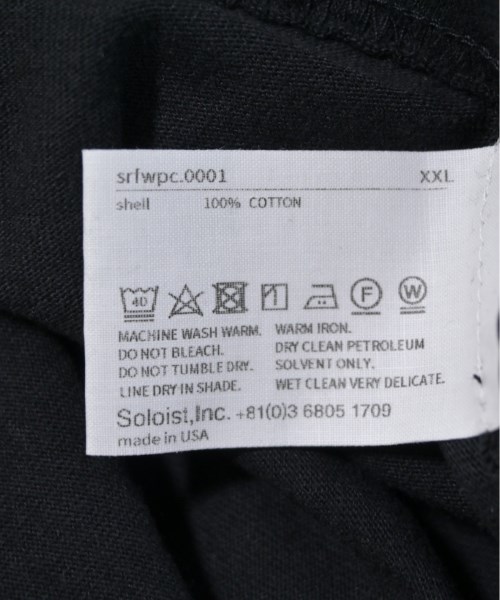 srfwpc.0001 XXL
shell 100% COTTON
40 F W
MACHINE WASH WARM. WARM IRON.
DO NOT BLEACH. DRY CLEAN PETROLEUM
DO NOT TUMBLE DRY. SOLVENT ONLY.
LINE DRY IN SHADE. WET CLEAN VERY DELICATE.
Soloist,Inc. +81(0)3 6805 1709
made in USA